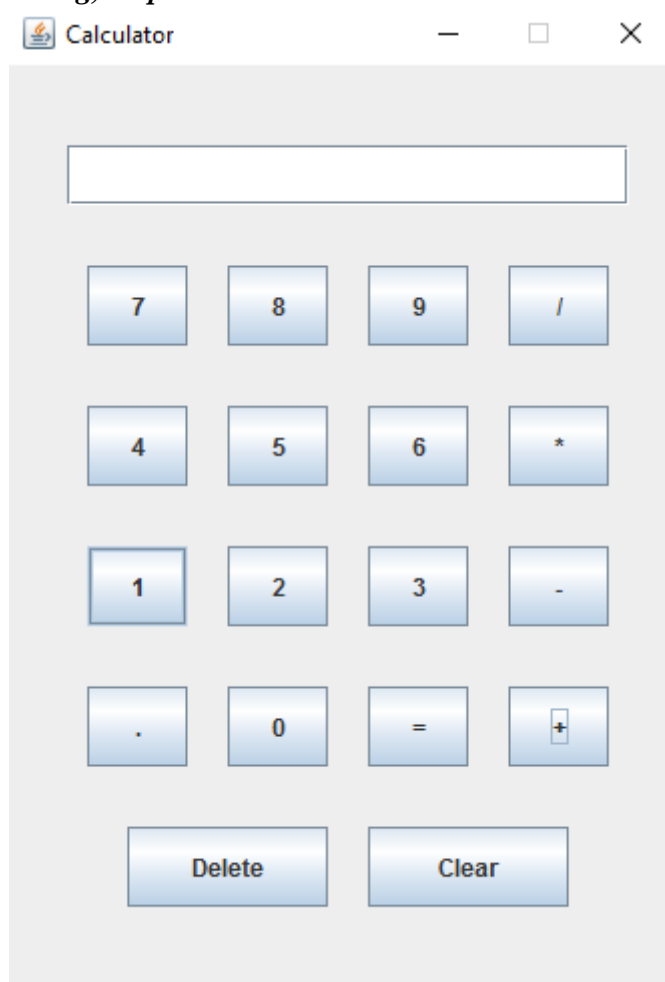 Calculator
7 8 9 /
4 5 6 *
1 2 3 -
. 0 = +
Delete Clear